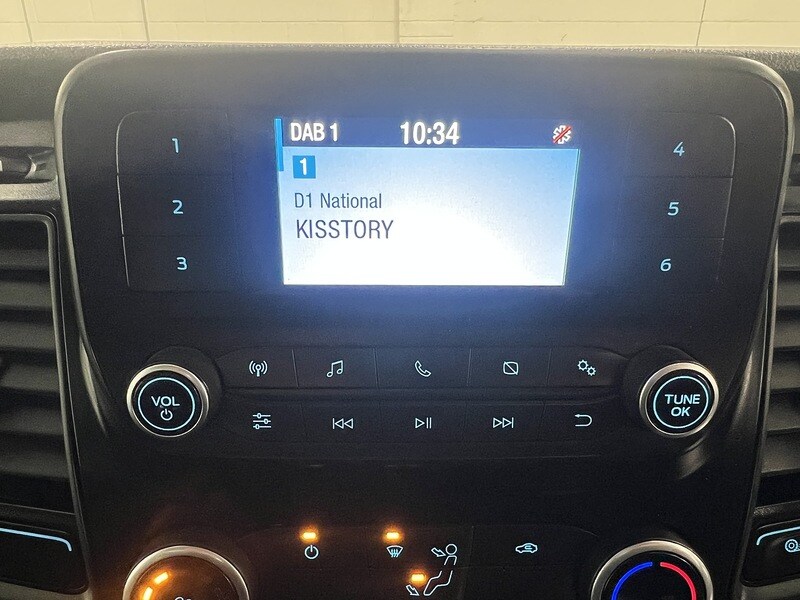 DAB 1 10:34
1
D1 National
KISSTORY
1
2
3
4
5
6
VOL
TUNE
OK